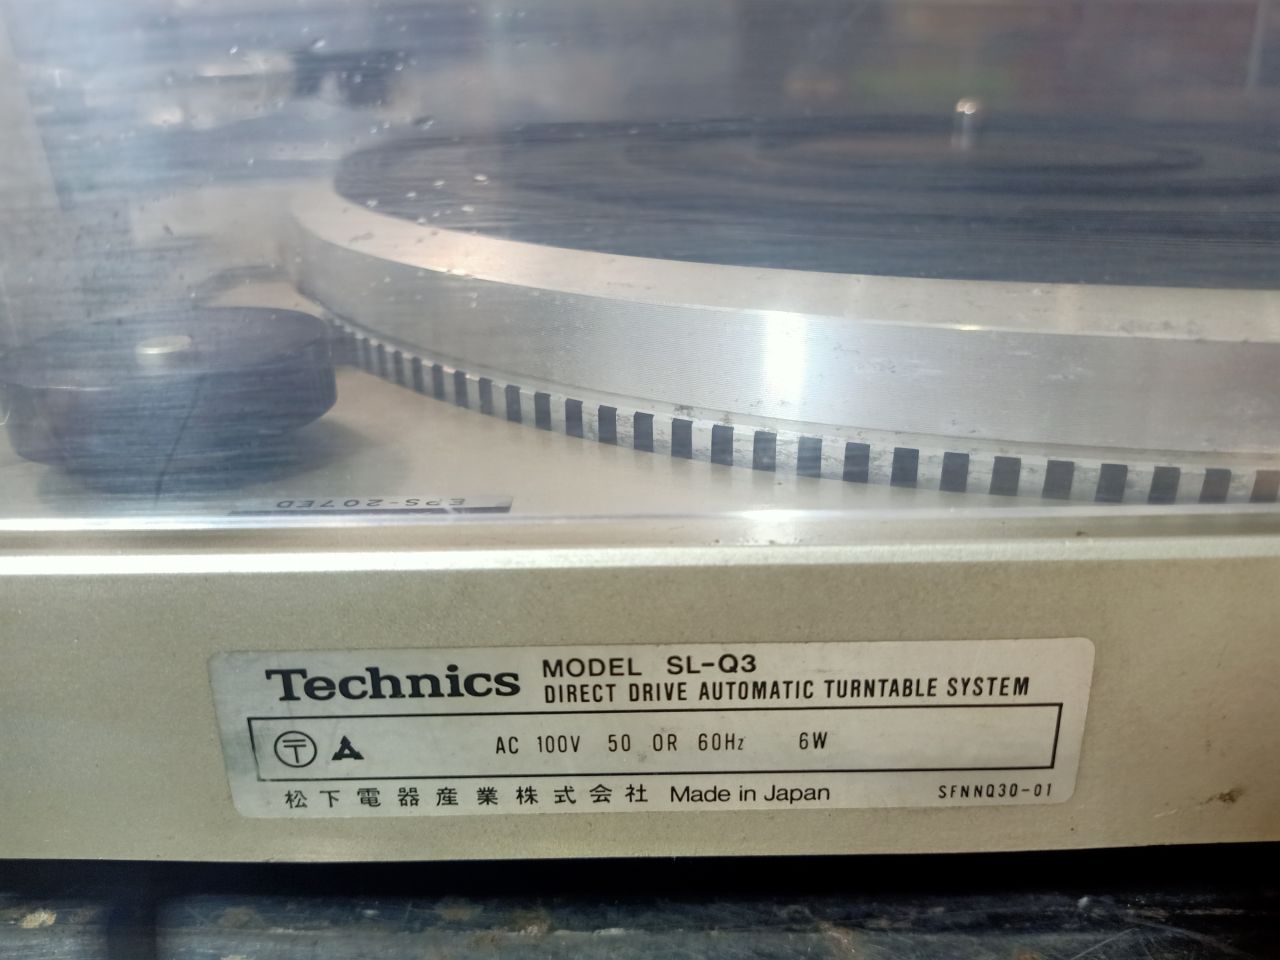 EPS-207ED
Technics
MODEL SL-Q3
DIRECT DRIVE AUTOMATIC TURNTABLE SYSTEM
〒 AC 100V 50 OR 60Hz 6W
松下電器産業株式会社 Made in Japan SFNNQ30-01